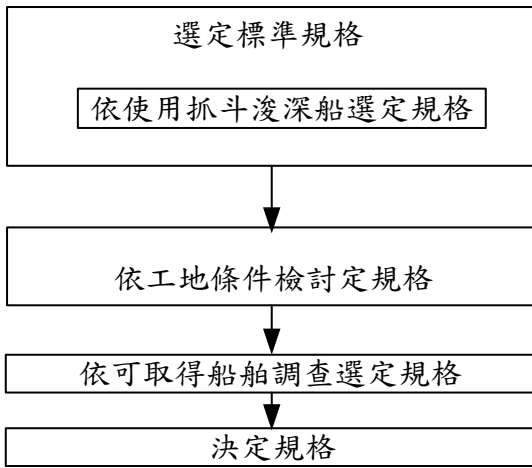 選定標準規格
依使用抓斗浚深船選定規格
依工地條件檢討定規格
依可取得船舶調查選定規格
決定規格